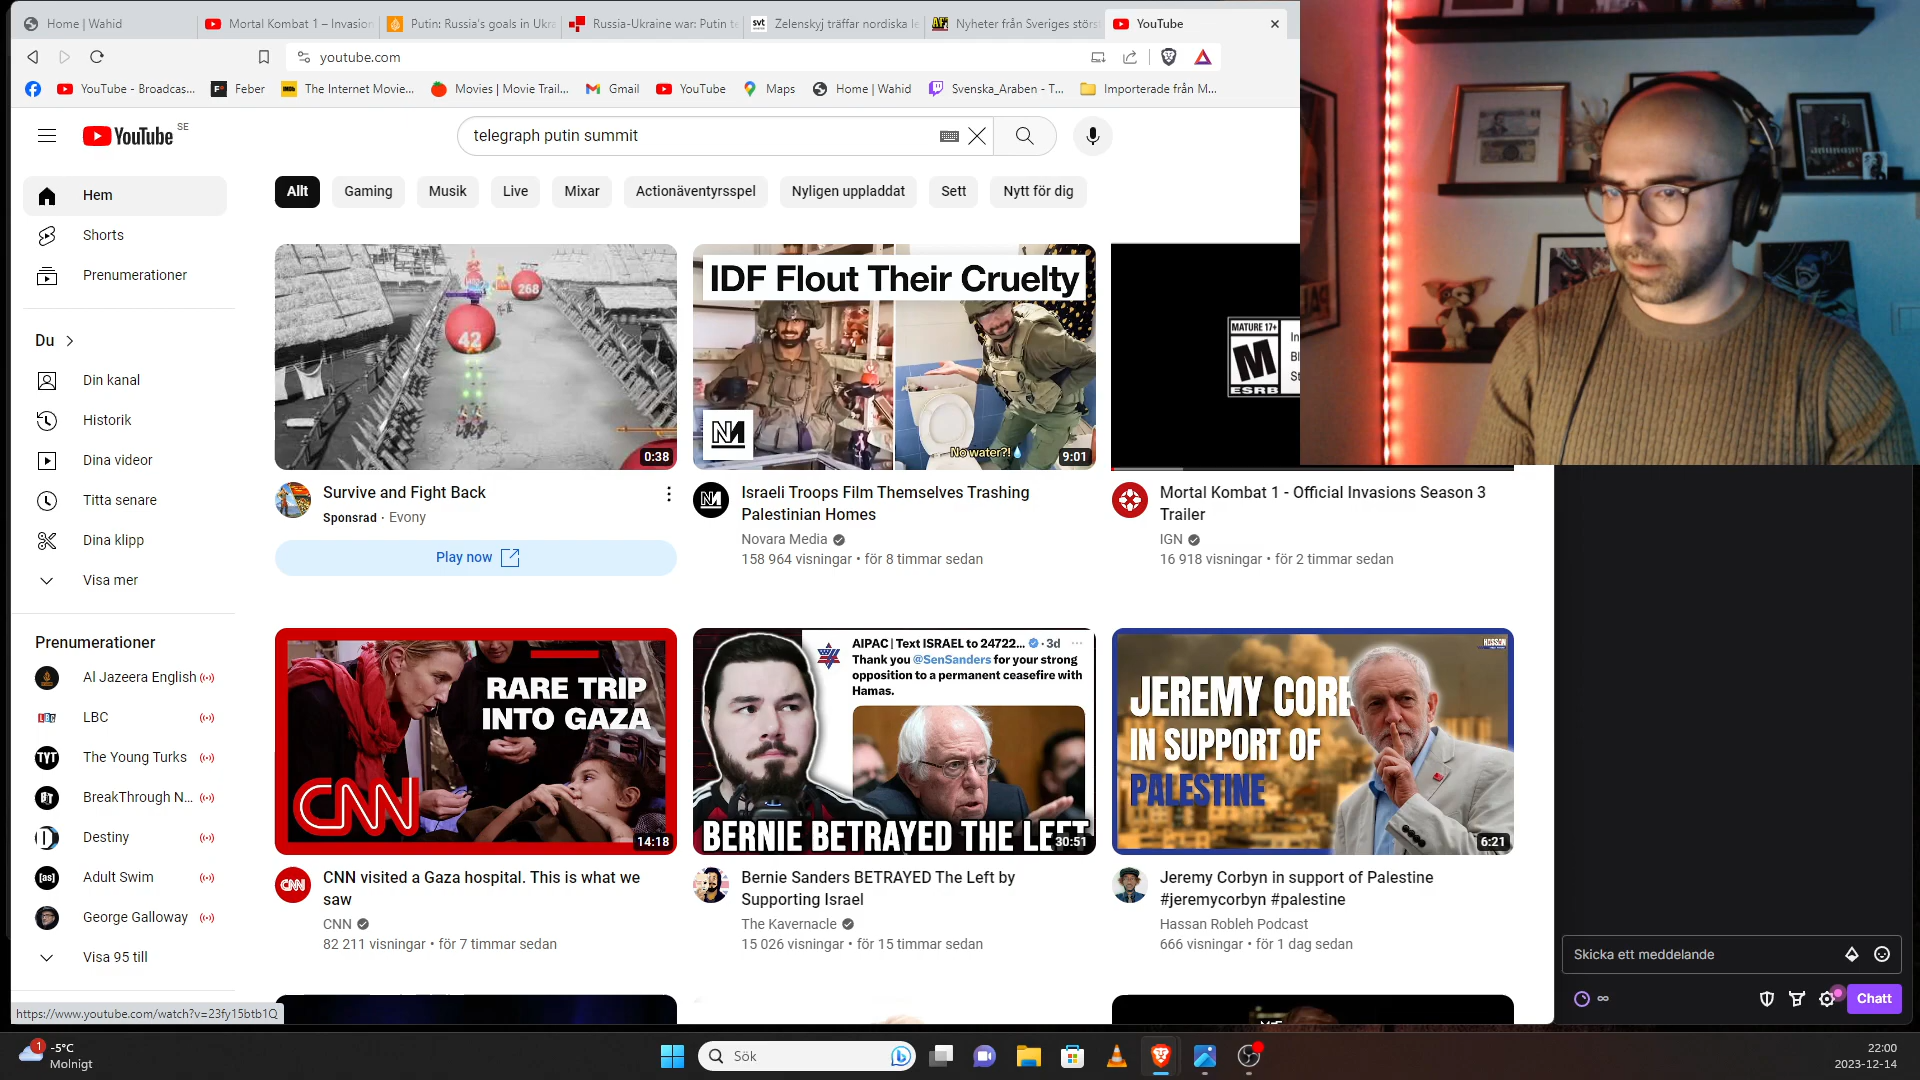 Home | Wahid
Mortal Kombat 1 – Invasion
Putin: Russia's goals in Ukra
Russia-Ukraine war: Putin te
svt
Zelenskyj träffar nordiska le
Nyheter från Sveriges störst
YouTube
youtube.com
YouTube - Broadcas...
Feber
The Internet Movie...
Movies | Movie Trail...
Gmail
YouTube
Maps
Home | Wahid
Svenska_Araben - T...
Importerade från M...
YouTube SE
telegraph putin summit
Allt
Gaming
Musik
Live
Mixar
Actionäventyrsspel
Nyligen uppladdat
Sett
Nytt för dig
Hem
Shorts
Prenumerationer
Du
Din kanal
Historik
Dina videor
Titta senare
Dina klipp
Visa mer
Prenumerationer
Al Jazeera English
LBC
The Young Turks
BreakThrough N...
Destiny
Adult Swim
George Galloway
Visa 95 till
268
42
0:38
Survive and Fight Back
Sponsrad · Evony
Play now
IDF Flout Their Cruelty
No water?!
9:01
Israeli Troops Film Themselves Trashing
Palestinian Homes
Novara Media
158 964 visningar • för 8 timmar sedan
MATURE 17+
M
ESRB
In
Bl
St
Mortal Kombat 1 - Official Invasions Season 3
Trailer
IGN
16 918 visningar • för 2 timmar sedan
RARE TRIP
INTO GAZA
CNN
14:18
CNN visited a Gaza hospital. This is what we
saw
CNN
82 211 visningar • för 7 timmar sedan
AIPAC | Text ISRAEL to 24722... · 3d
Thank you @SenSanders for your strong
opposition to a permanent ceasefire with
Hamas.
BERNIE BETRAYED THE LEFT
30:51
Bernie Sanders BETRAYED The Left by
Supporting Israel
The Kavernacle
15 026 visningar • för 15 timmar sedan
JEREMY CORB
IN SUPPORT OF
PALESTINE
6:21
Jeremy Corbyn in support of Palestine
#jeremycorbyn #palestine
Hassan Robleh Podcast
666 visningar • för 1 dag sedan
Skicka ett meddelande
Chatt
https://www.youtube.com/watch?v=23fy15btb1Q
1
-5°C
Molnigt
Sök
22:00
2023-12-14